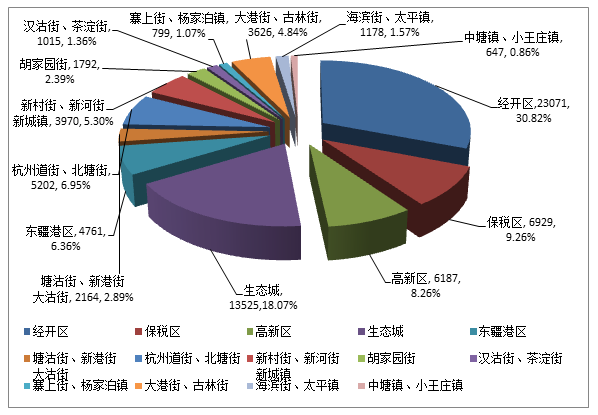 寨上街、杨家泊镇,
799, 1.07%
大港街、古林街,
3626, 4.84%
海滨街、太平镇,
1178, 1.57%
汉沽街、茶淀街,
1015, 1.36%
中塘镇、小王庄镇,
647, 0.86%
胡家园街, 1792,
2.39%
新村街、新河街
新城镇, 3970, 5.30%
经开区,23071,
30.82%
杭州道街、北塘街,
5202, 6.95%
保税区, 6929,
9.26%
东疆港区, 4761,
6.36%
高新区, 6187,
8.26%
塘沽街、新港街
大沽街, 2164, 2.89%
生态城,
13525,18.07%
经开区
保税区
高新区
生态城
东疆港区
塘沽街、新港街
大沽街
杭州道街、北塘街
新村街、新河街
新城镇
胡家园街
汉沽街、茶淀街
寨上街、杨家泊镇
大港街、古林街
海滨街、太平镇
中塘镇、小王庄镇